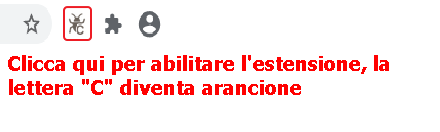 C
Clicca qui per abilitare l'estensione, la
lettera "C" diventa arancione